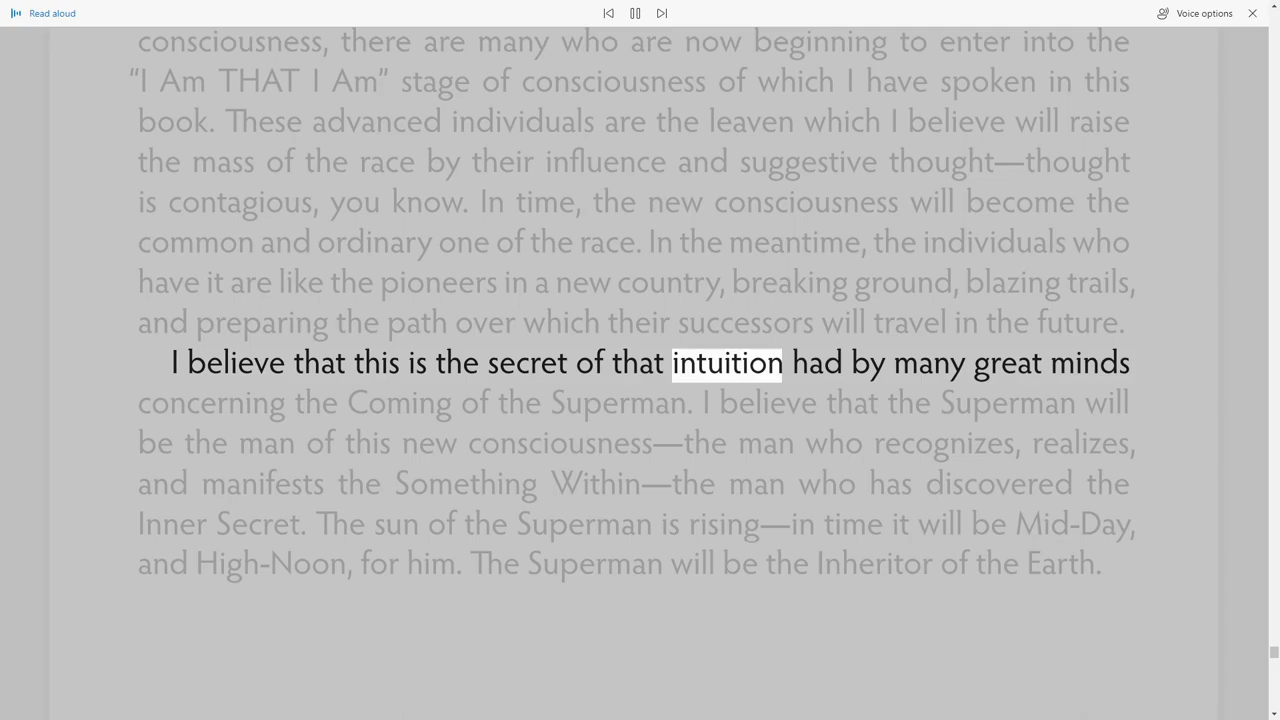 Read aloud
Voice options
consciousness, there are many who are now beginning to enter into the
“I Am THAT I Am” stage of consciousness of which I have spoken in this
book. These advanced individuals are the leaven which I believe will raise
the mass of the race by their influence and suggestive thought—thought
is contagious, you know. In time, the new consciousness will become the
common and ordinary one of the race. In the meantime, the individuals who
have it are like the pioneers in a new country, breaking ground, blazing trails,
and preparing the path over which their successors will travel in the future.
I believe that this is the secret of that intuition had by many great minds
concerning the Coming of the Superman. I believe that the Superman will
be the man of this new consciousness—the man who recognizes, realizes,
and manifests the Something Within—the man who has discovered the
Inner Secret. The sun of the Superman is rising—in time it will be Mid-Day,
and High-Noon, for him. The Superman will be the Inheritor of the Earth.